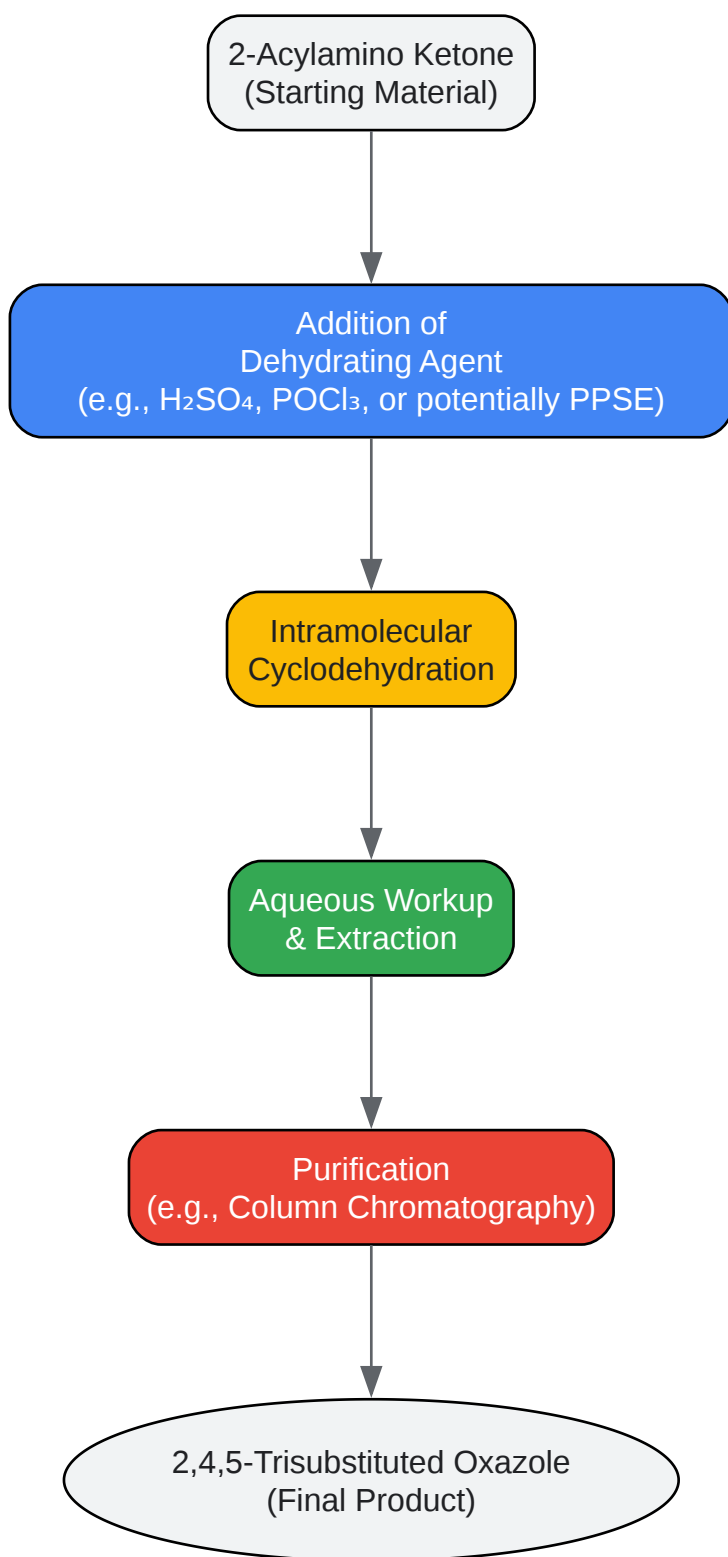 2-Acylamino Ketone
(Starting Material)
Addition of
Dehydrating Agent
(e.g., H₂SO₄, POCl₃, or potentially PPSE)
Intramolecular
Cyclodehydration
Aqueous Workup
& Extraction
Purification
(e.g., Column Chromatography)
2,4,5-Trisubstituted Oxazole
(Final Product)